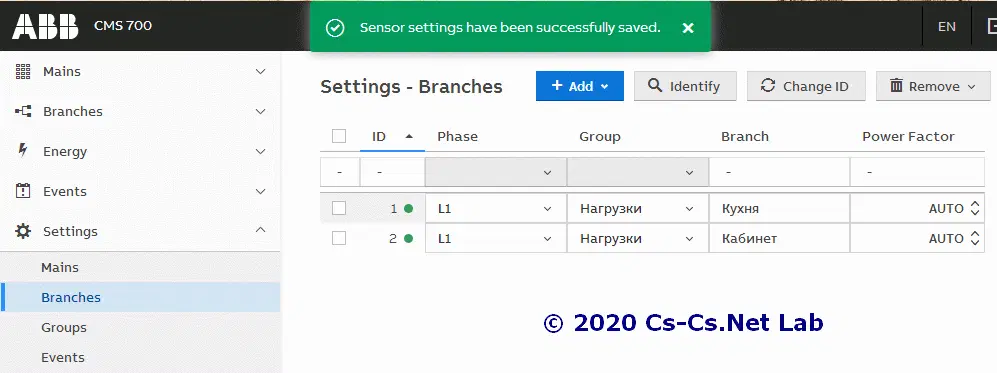 ABB CMS 700 Sensor settings have been successfully saved. EN
Mains
Branches
Energy
Events
Settings
Mains
Branches
Groups
Events
Settings - Branches Add Identify Change ID Remove
ID Phase Group Branch Power Factor
- - - -
1 L1 Нагрузки Кухня AUTO
2 L1 Нагрузки Кабинет AUTO
© 2020 Cs-Cs.Net Lab